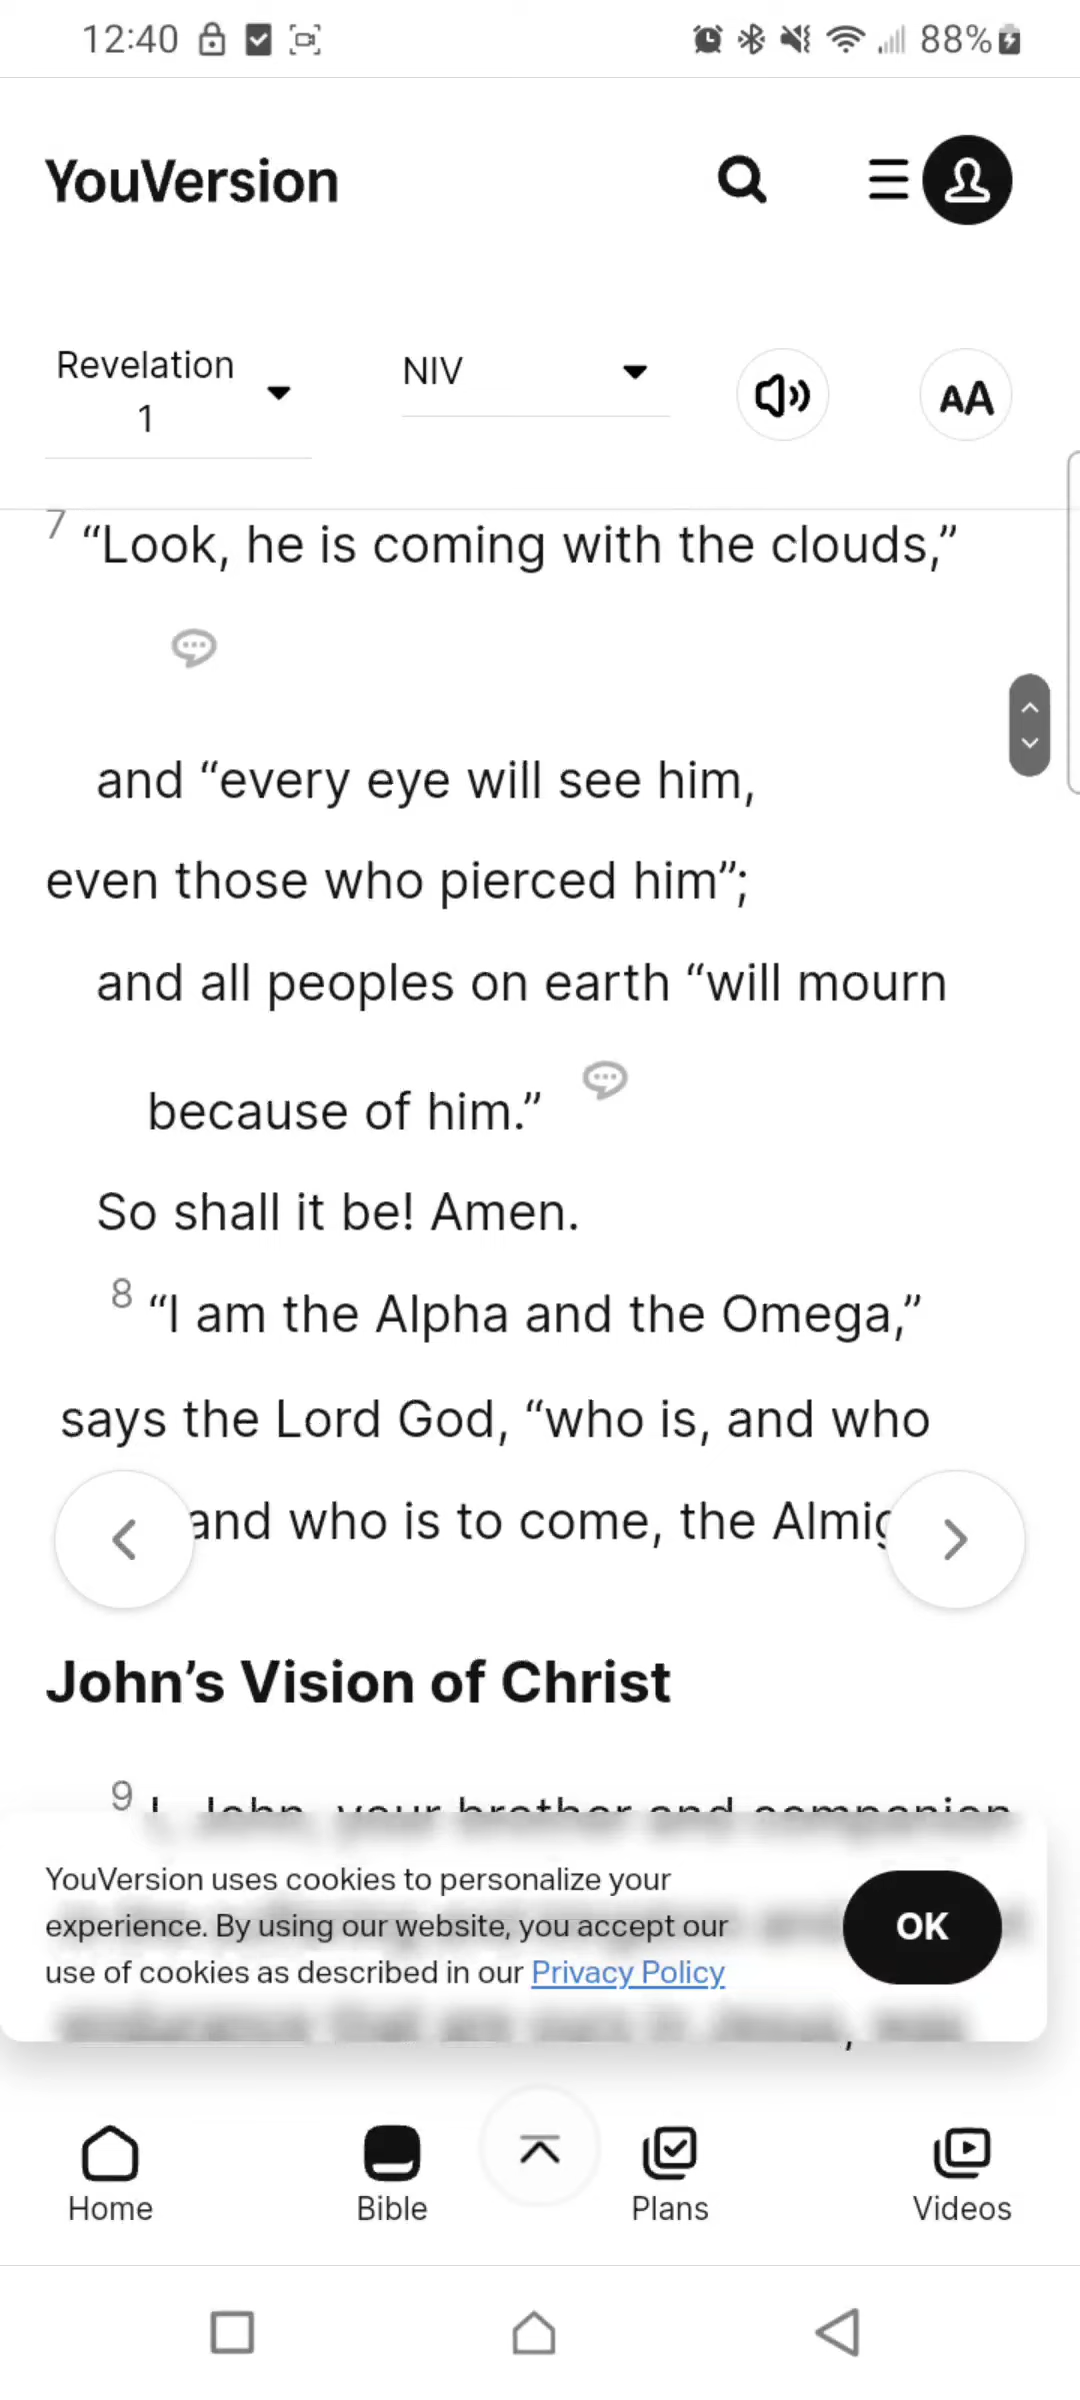 12:40
88%
YouVersion
Revelation
1
NIV
AA
7 “Look, he is coming with the clouds,”
and “every eye will see him,
even those who pierced him”;
and all peoples on earth “will mourn
because of him.”
So shall it be! Amen.
8 “I am the Alpha and the Omega,”
says the Lord God, “who is, and who
and who is to come, the
John’s Vision of Christ
9 I, John, your brother and companion
YouVersion uses cookies to personalize your
experience. By using our website, you accept our
use of cookies as described in our Privacy Policy
OK
Home
Bible
Plans
Videos